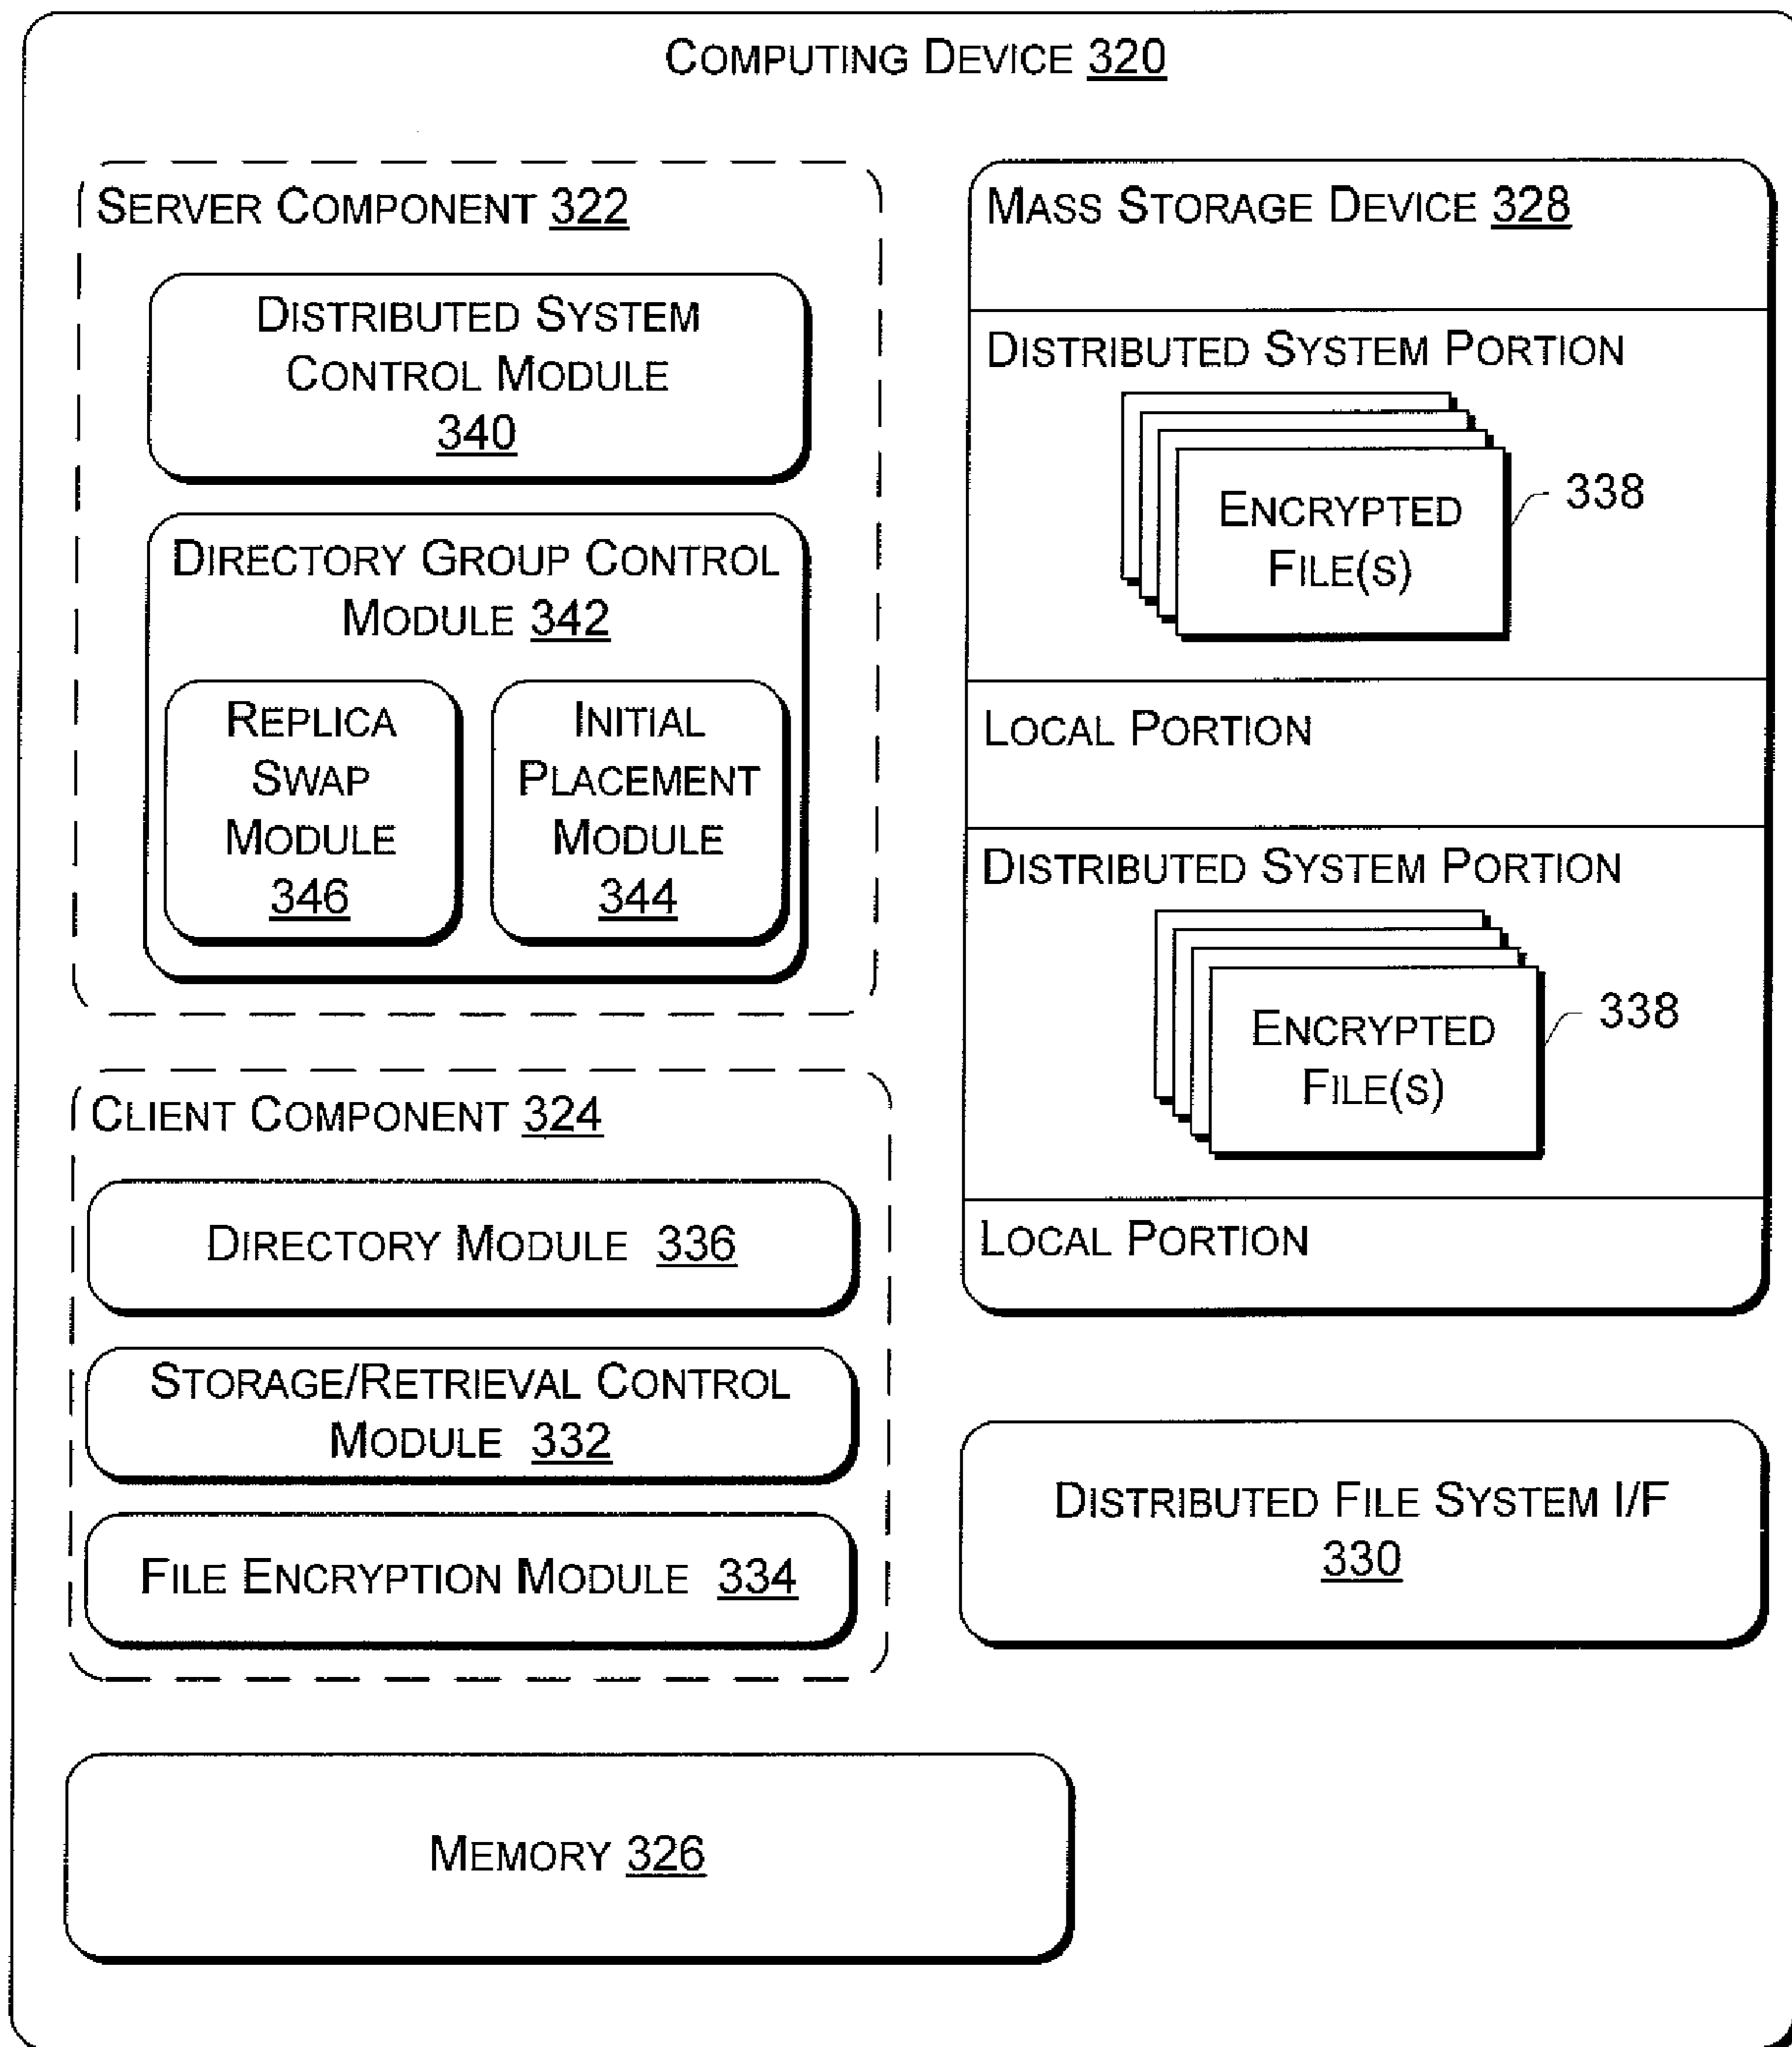 COMPUTING DEVICE 320
SERVER COMPONENT 322
DISTRIBUTED SYSTEM
CONTROL MODULE
340
DIRECTORY GROUP CONTROL
MODULE 342
REPLICA
SWAP
MODULE
346
INITIAL
PLACEMENT
MODULE
344
CLIENT COMPONENT 324
DIRECTORY MODULE 336
STORAGE/RETRIEVAL CONTROL
MODULE 332
FILE ENCRYPTION MODULE 334
MEMORY 326
MASS STORAGE DEVICE 328
DISTRIBUTED SYSTEM PORTION
ENCRYPTED
FILE(S)
338
LOCAL PORTION
DISTRIBUTED SYSTEM PORTION
ENCRYPTED
FILE(S)
338
LOCAL PORTION
DISTRIBUTED FILE SYSTEM I/F
330